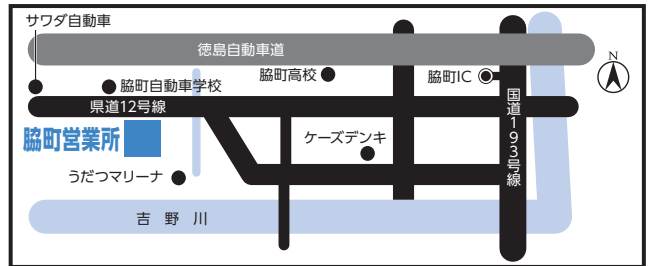 サワダ自動車
徳島自動車道
N
脇町高校
脇町IC
脇町自動車学校
県道12号線
国道193号線
脇町営業所
ケーズデンキ
うだつマリーナ
吉野川